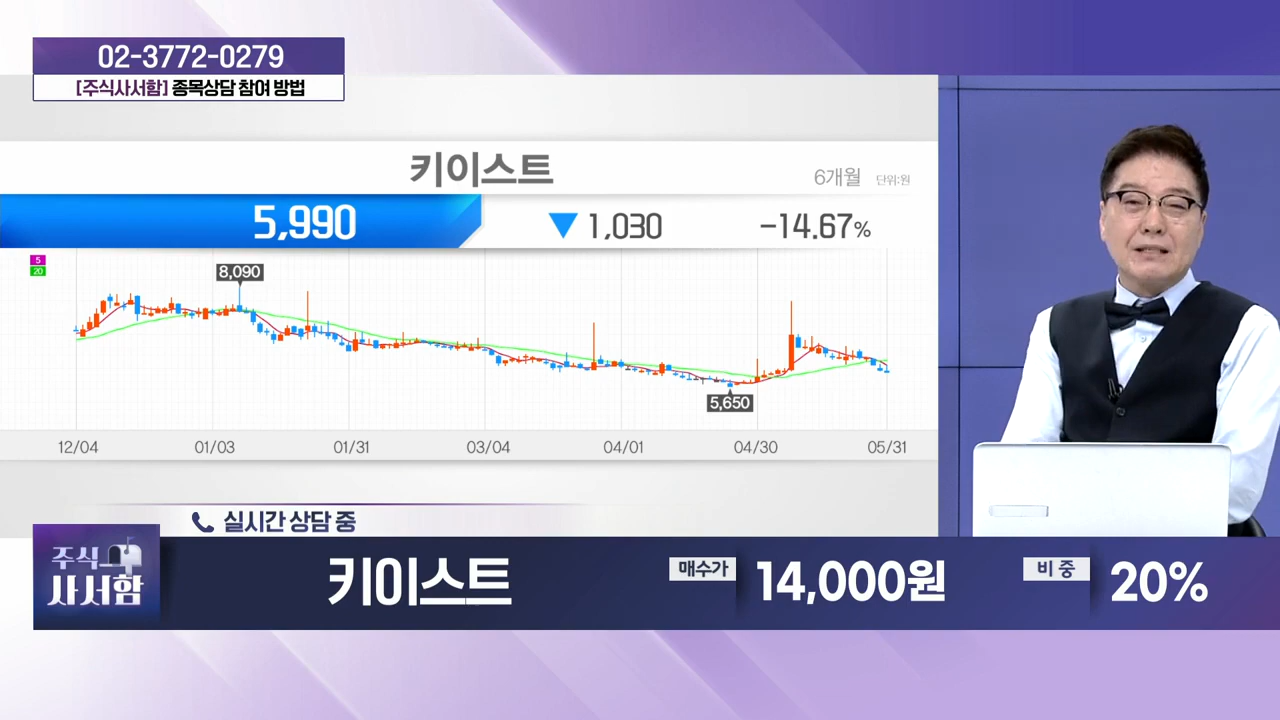 02-3772-0279
[주식사서함] 종목상담 참여 방법
키이스트
6개월 단위:원
5,990 ▼ 1,030 -14.67%
5
20
8,090
5,650
12/04 01/03 01/31 03/04 04/01 04/30 05/31
실시간 상담 중
주식
사서함
키이스트 매수가 14,000원 비중 20%